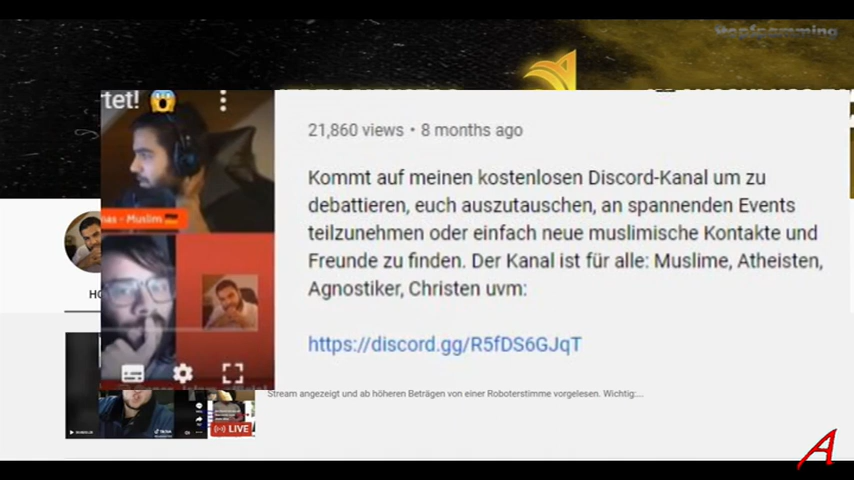 tet!
21,860 views • 8 months ago
Kommt auf meinen kostenlosen Discord-Kanal um zu
debattieren, euch auszutauschen, an spannenden Events
teilzunehmen oder einfach neue muslimische Kontakte und
Freunde zu finden. Der Kanal ist für alle: Muslime, Atheisten,
Agnostiker, Christen uvm:
nas - Muslim
https://discord.gg/R5fDS6GJqT
Stream angezeigt und ab höheren Beträgen von einer Roboterstimme vorgelesen. Wichtig:...
LIVE
A